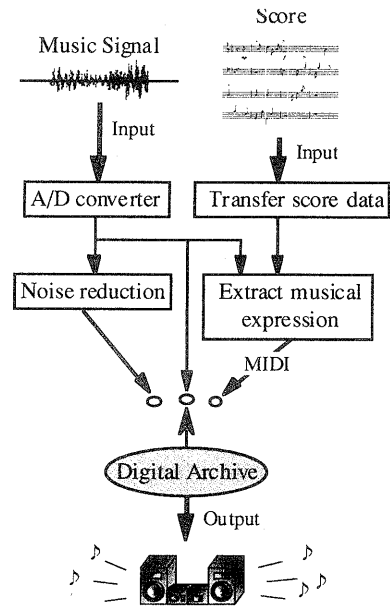 Score
Music Signal
Input
Input
A/D converter
Transfer score data
Noise reduction
Extract musical
expression
MIDI
Digital Archive
Output